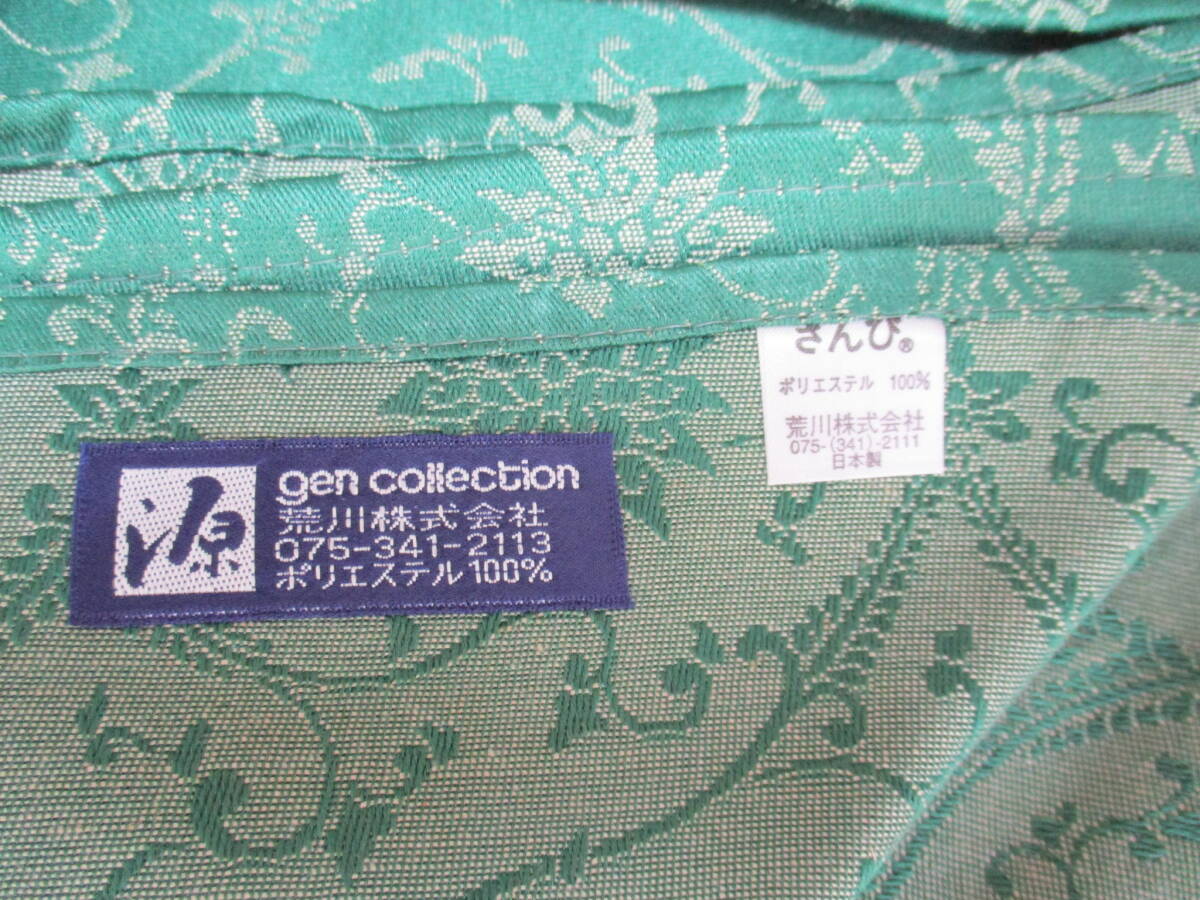 源
gen collection
荒川株式会社
075-341-2113
ポリエステル100%
さんび®
ポリエステル 100%
荒川株式会社
075-(341)-2111
日本製